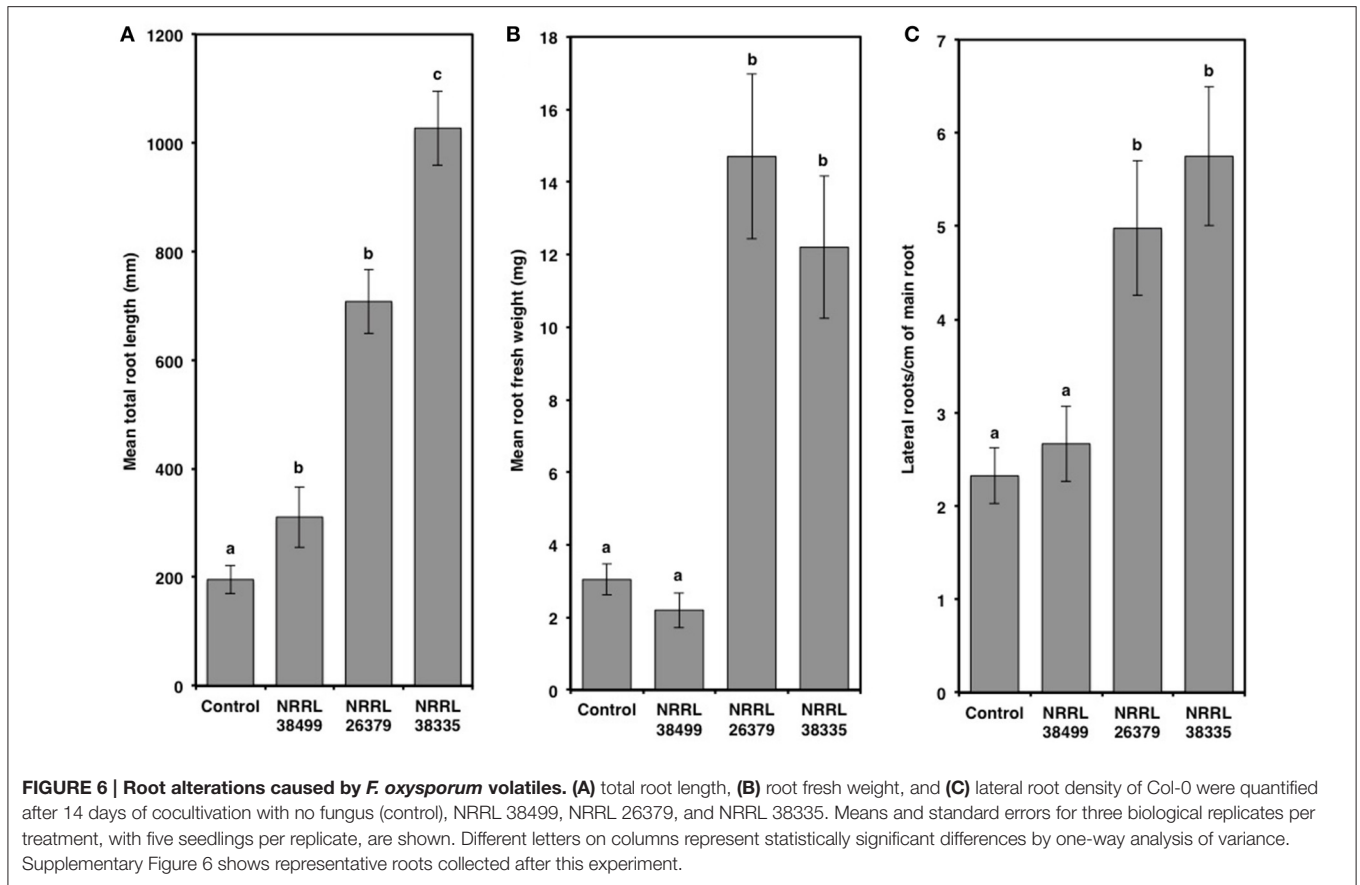 A
1200
1000
800
600
400
200
0
Mean total root length (mm)
a
b
b
c
Control
NRRL 38499
NRRL 26379
NRRL 38335
B
18
16
14
12
10
8
6
4
2
0
Mean root fresh weight (mg)
a
a
b
b
Control
NRRL 38499
NRRL 26379
NRRL 38335
C
7
6
5
4
3
2
1
0
Lateral roots/cm of main root
a
a
b
b
Control
NRRL 38499
NRRL 26379
NRRL 38335
FIGURE 6 | Root alterations caused by F. oxysporum volatiles. (A) total root length, (B) root fresh weight, and (C) lateral root density of Col-0 were quantified
after 14 days of cocultivation with no fungus (control), NRRL 38499, NRRL 26379, and NRRL 38335. Means and standard errors for three biological replicates per
treatment, with five seedlings per replicate, are shown. Different letters on columns represent statistically significant differences by one-way analysis of variance.
Supplementary Figure 6 shows representative roots collected after this experiment.